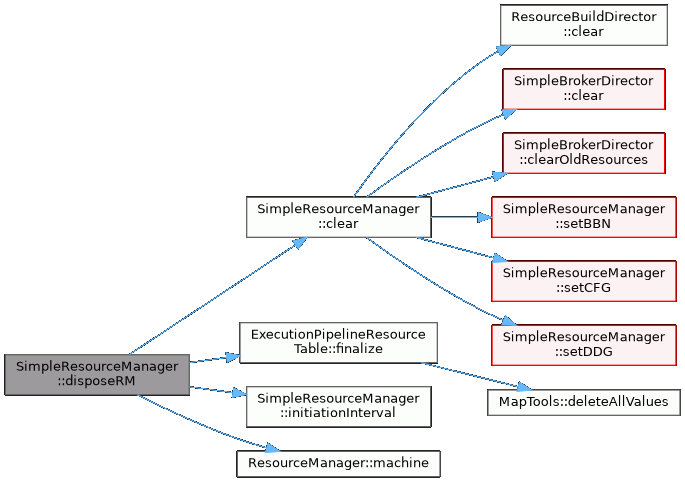 ResourceBuildDirector
::clear
SimpleBrokerDirector
::clear
SimpleBrokerDirector
::clearOldResources
SimpleResourceManager
::clear
SimpleResourceManager
::setBBN
SimpleResourceManager
::setCFG
SimpleResourceManager
::setDDG
ExecutionPipelineResource
Table::finalize
SimpleResourceManager
::disposeRM
SimpleResourceManager
::initiationInterval
MapTools::deleteAllValues
ResourceManager::machine